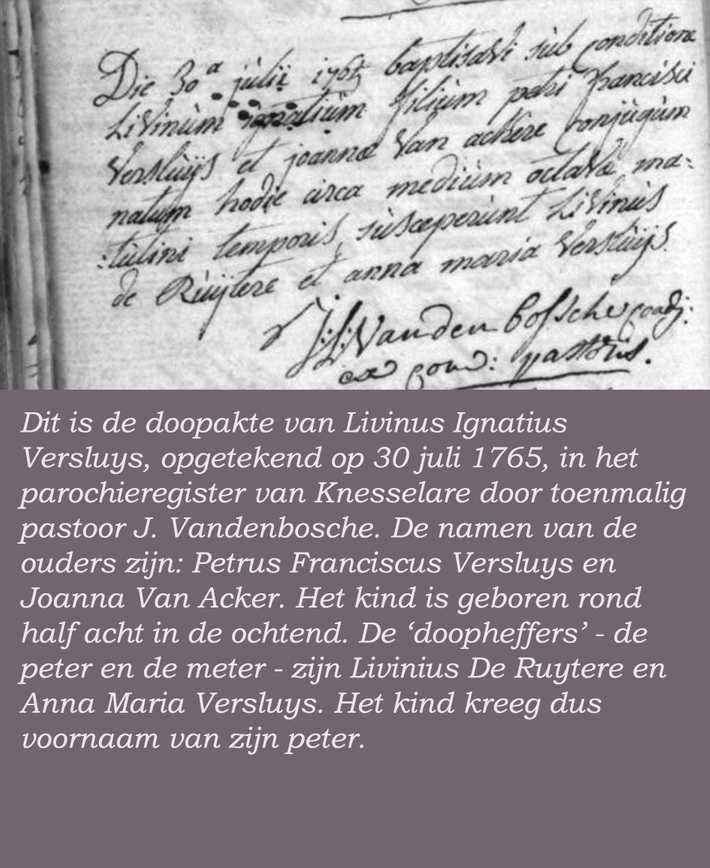 Die 30ª julii 1765 baptisavi sub conditione
Livinum ignatium filium petri francisci
Versluijs et joannæ Van ackere conjugum
natum hodie circa medium octavæ ma:
:tutini temporis, susceperunt Livinus
de Ruijtere et anna maria Versluijs.
J: Vanden bossche coadj:
pastoris.
Dit is de doopakte van Livinus Ignatius
Versluys, opgetekend op 30 juli 1765, in het
parochieregister van Knesselare door toenmalig
pastoor J. Vandenbosche. De namen van de
ouders zijn: Petrus Franciscus Versluys en
Joanna Van Acker. Het kind is geboren rond
half acht in de ochtend. De ‘doopheffers’ - de
peter en de meter - zijn Livinius De Ruytere en
Anna Maria Versluys. Het kind kreeg dus
voornaam van zijn peter.